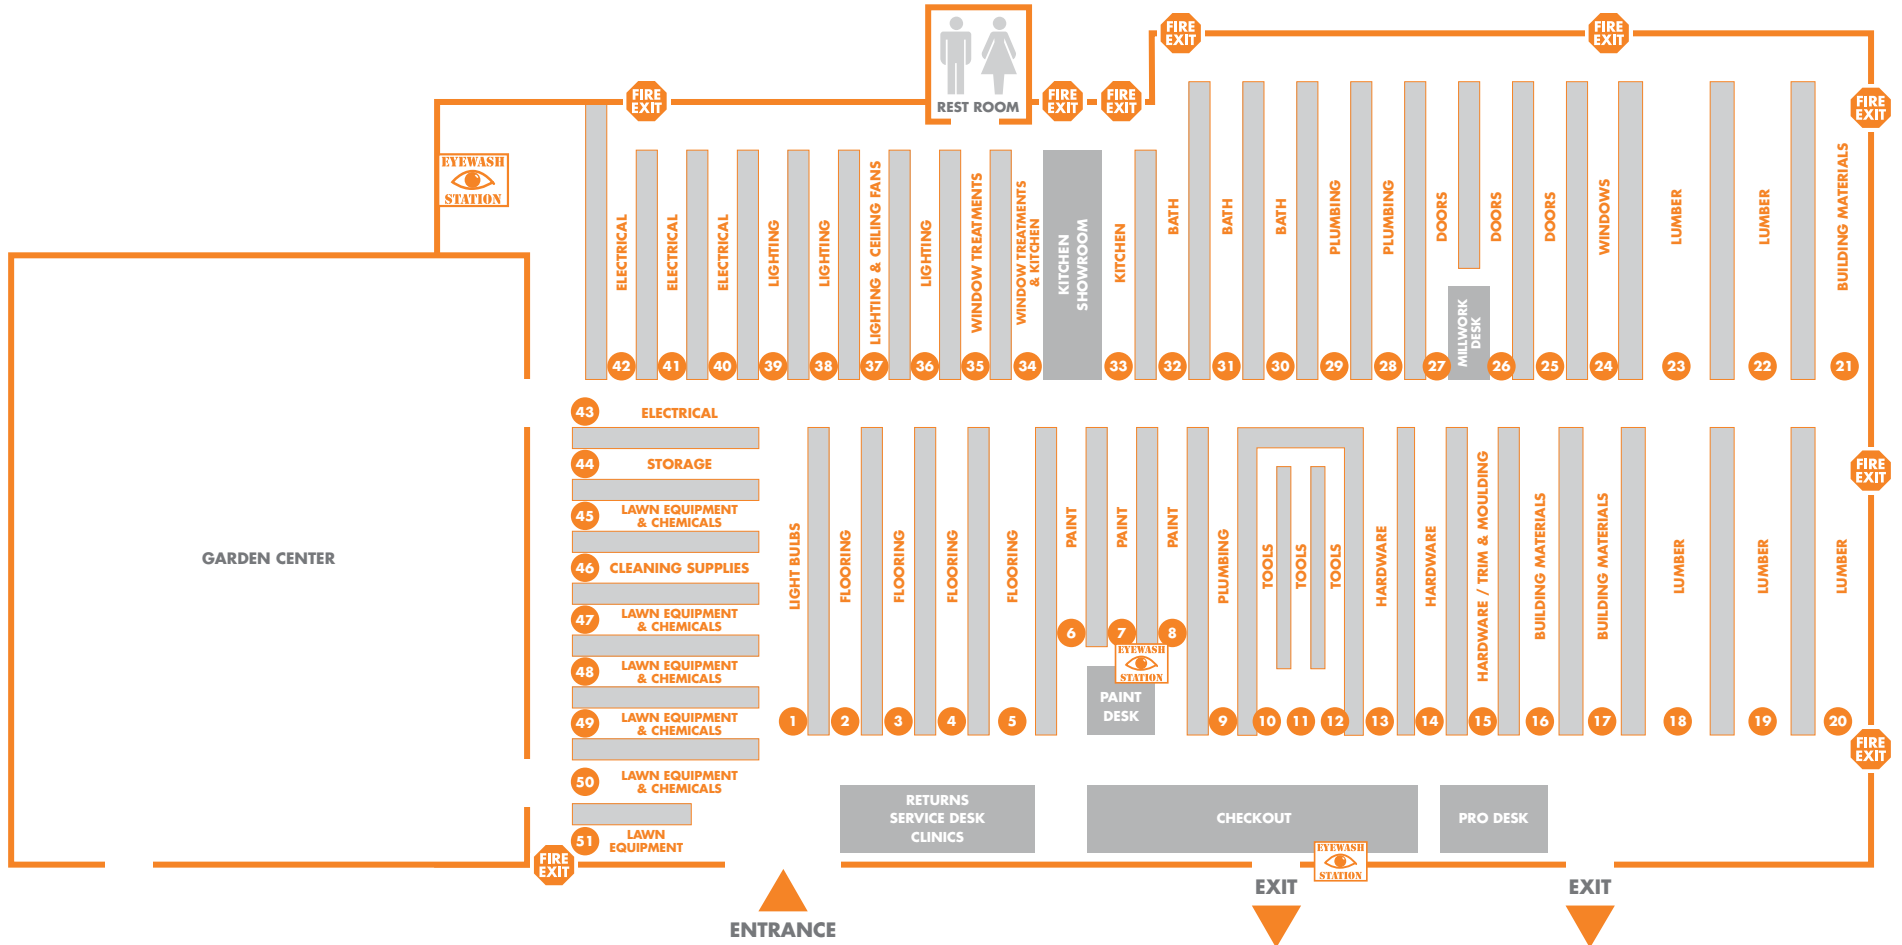 FIRE
EXIT
FIRE
EXIT
FIRE
EXIT
REST ROOM
FIRE
EXIT
FIRE
EXIT
FIRE
EXIT
EYEWASH
STATION
ELECTRICAL
42
ELECTRICAL
41
ELECTRICAL
40
LIGHTING
39
LIGHTING
38
LIGHTING & CEILING FANS
37
LIGHTING
36
WINDOW TREATMENTS
35
WINDOW TREATMENTS
& KITCHEN
34
KITCHEN
SHOWROOM
KITCHEN
33
BATH
32
BATH
31
BATH
30
PLUMBING
29
PLUMBING
28
DOORS
27
MILLWORK
DESK
DOORS
26
DOORS
25
WINDOWS
24
LUMBER
23
LUMBER
22
BUILDING MATERIALS
21
GARDEN CENTER
43 ELECTRICAL
44 STORAGE
45 LAWN EQUIPMENT
& CHEMICALS
46 CLEANING SUPPLIES
47 LAWN EQUIPMENT
& CHEMICALS
48 LAWN EQUIPMENT
& CHEMICALS
49 LAWN EQUIPMENT
& CHEMICALS
50 LAWN EQUIPMENT
& CHEMICALS
51 LAWN
EQUIPMENT
LIGHT BULBS
1
FLOORING
2
FLOORING
3
FLOORING
4
FLOORING
5
PAINT
6
PAINT
7
PAINT
8
EYEWASH
STATION
PAINT
DESK
PLUMBING
9
TOOLS
10
TOOLS
11
TOOLS
12
HARDWARE
13
HARDWARE
14
HARDWARE / TRIM & MOULDING
15
BUILDING MATERIALS
16
BUILDING MATERIALS
17
LUMBER
18
LUMBER
19
LUMBER
20
FIRE
EXIT
FIRE
EXIT
RETURNS
SERVICE DESK
CLINICS
CHECKOUT
PRO DESK
FIRE
EXIT
EYEWASH
STATION
ENTRANCE
EXIT
EXIT